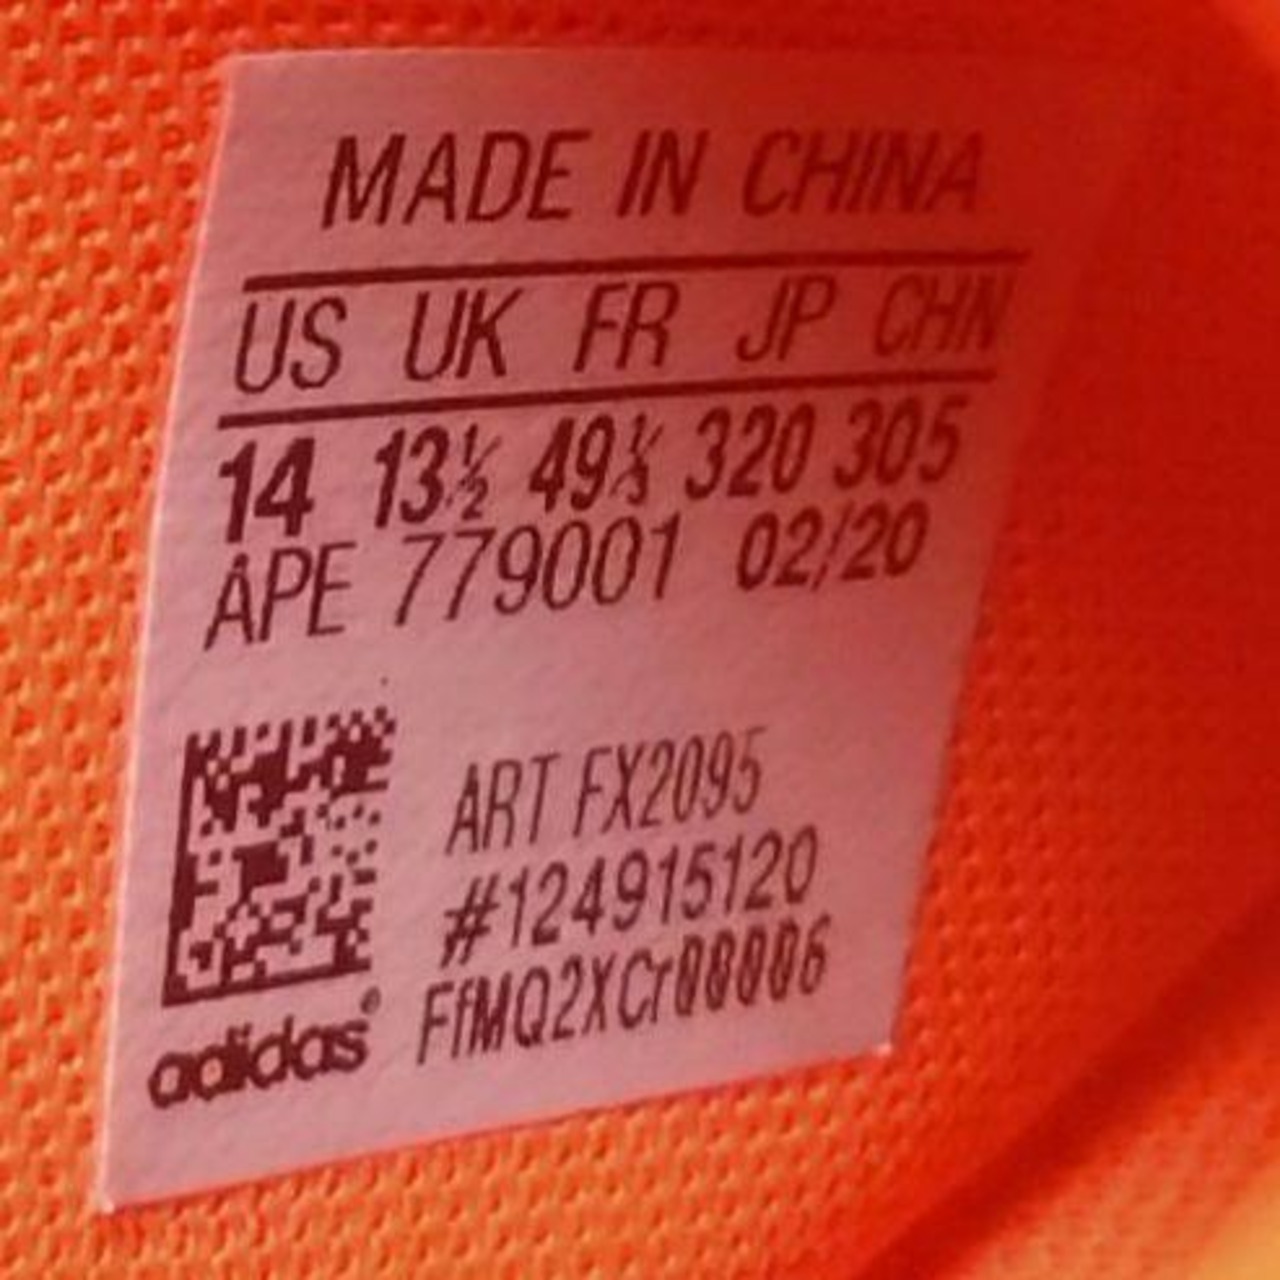 MADE IN CHINA
US UK FR JP CHN
14 13½ 49⅓ 320 305
APE 779001 02/20
ART FX2095
#124915120
FfMQ2XCr00006
adidas®